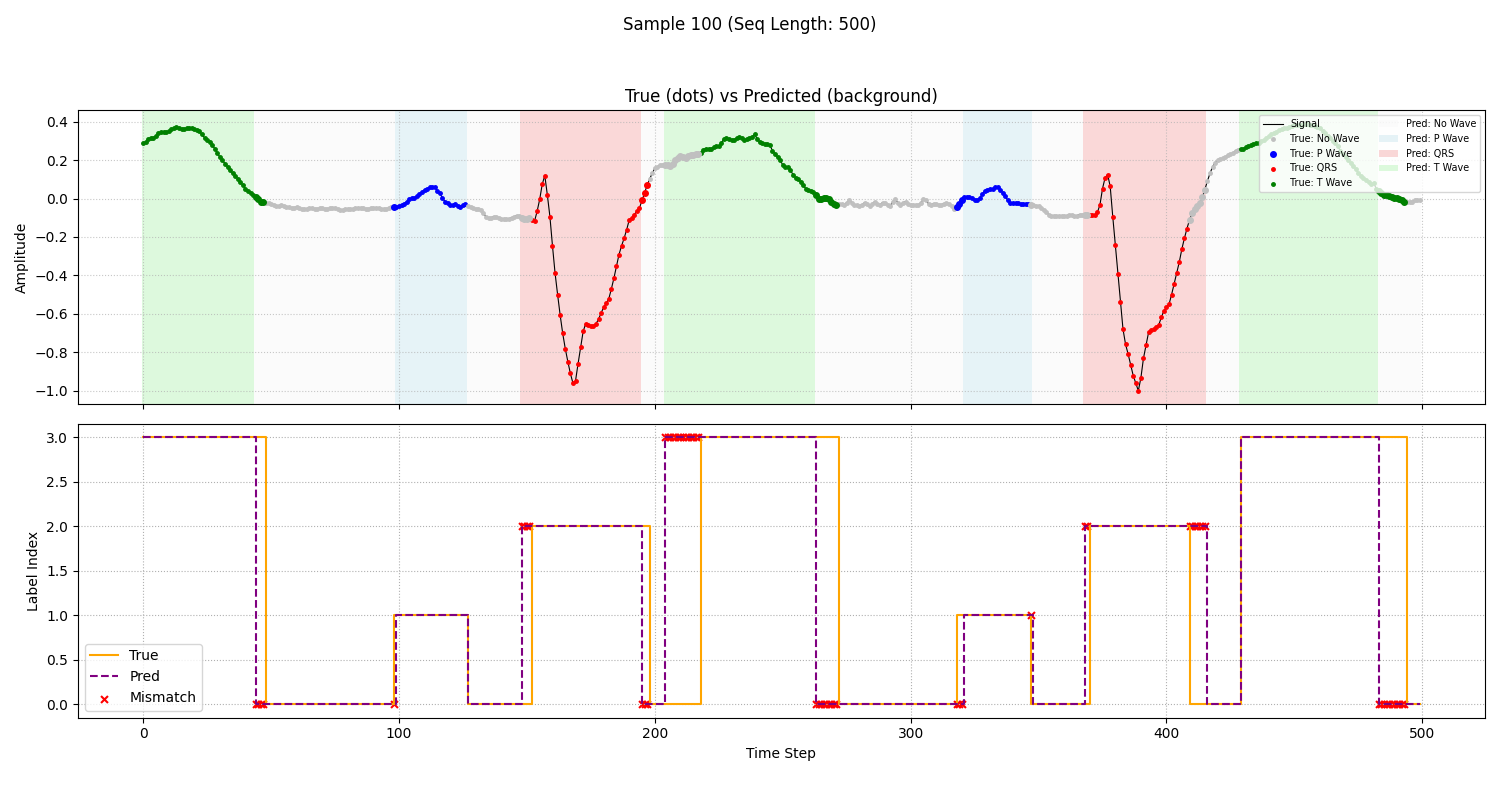 Sample 100 (Seq Length: 500)
True (dots) vs Predicted (background)
Amplitude
0.4
0.2
0.0
−0.2
−0.4
−0.6
−0.8
−1.0
Signal
True: No Wave
True: P Wave
True: QRS
True: T Wave
Pred: No Wave
Pred: P Wave
Pred: QRS
Pred: T Wave
Label Index
3.0
2.5
2.0
1.5
1.0
0.5
0.0
True
Pred
Mismatch
0 100 200 300 400 500
Time Step